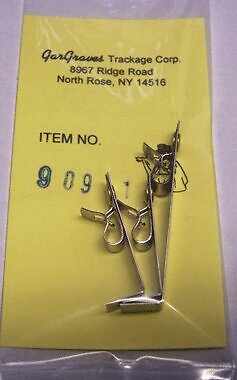 GarGraves Trackage Corp.
8967 Ridge Road
North Rose, NY 14516
ITEM NO.
909